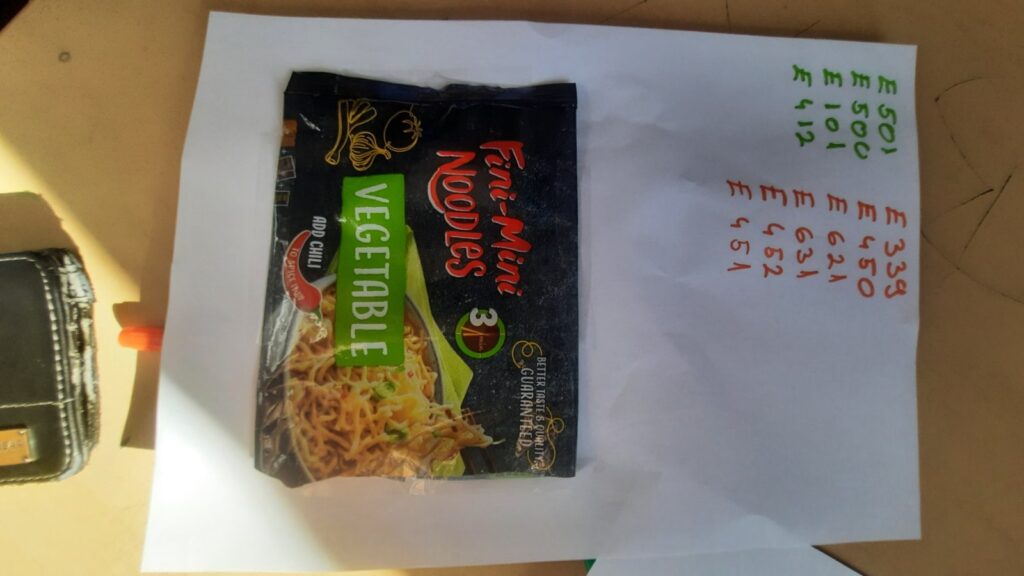 E 501
E 500
E 101
E 412
E 339
E 450
E 621
E 631
E 452
E 451
Fini-Mini
NOODLES
3
BETTER TASTE & QUALITY
GUARANTEED
VEGETABLE
ADD CHILI